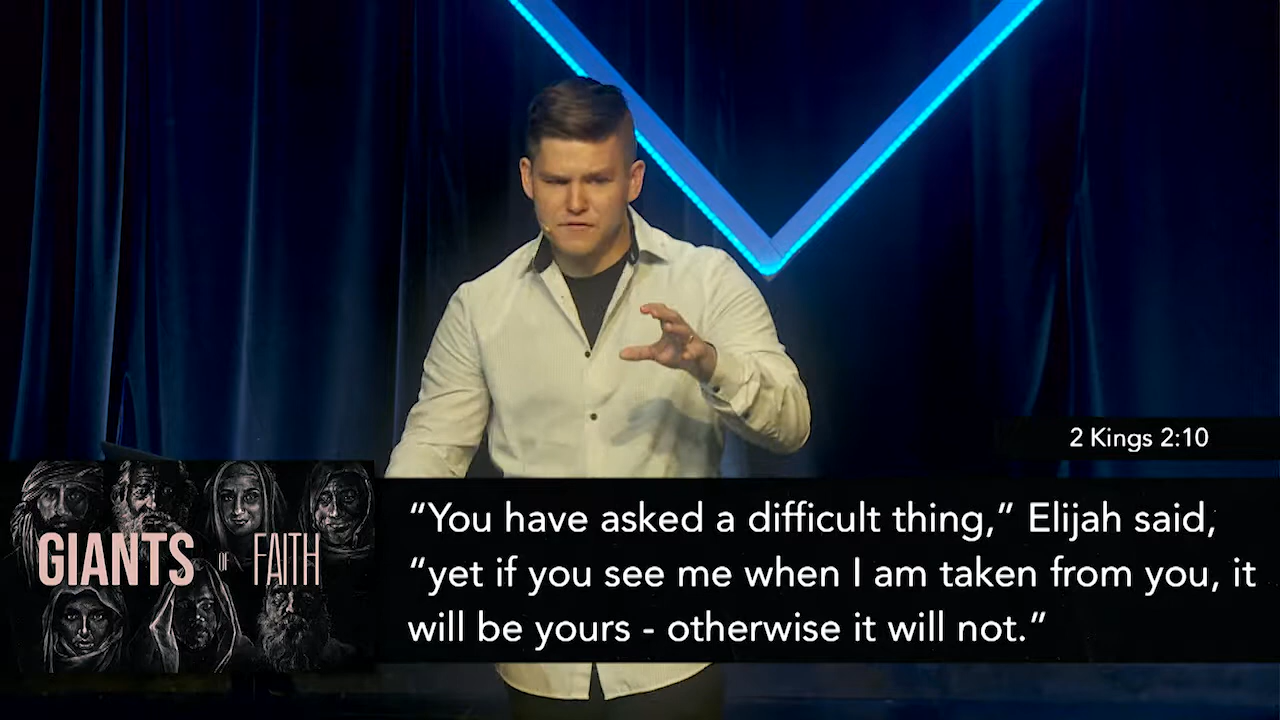 2 Kings 2:10
GIANTS OF FAITH
“You have asked a difficult thing,” Elijah said,
“yet if you see me when I am taken from you, it
will be yours - otherwise it will not.”